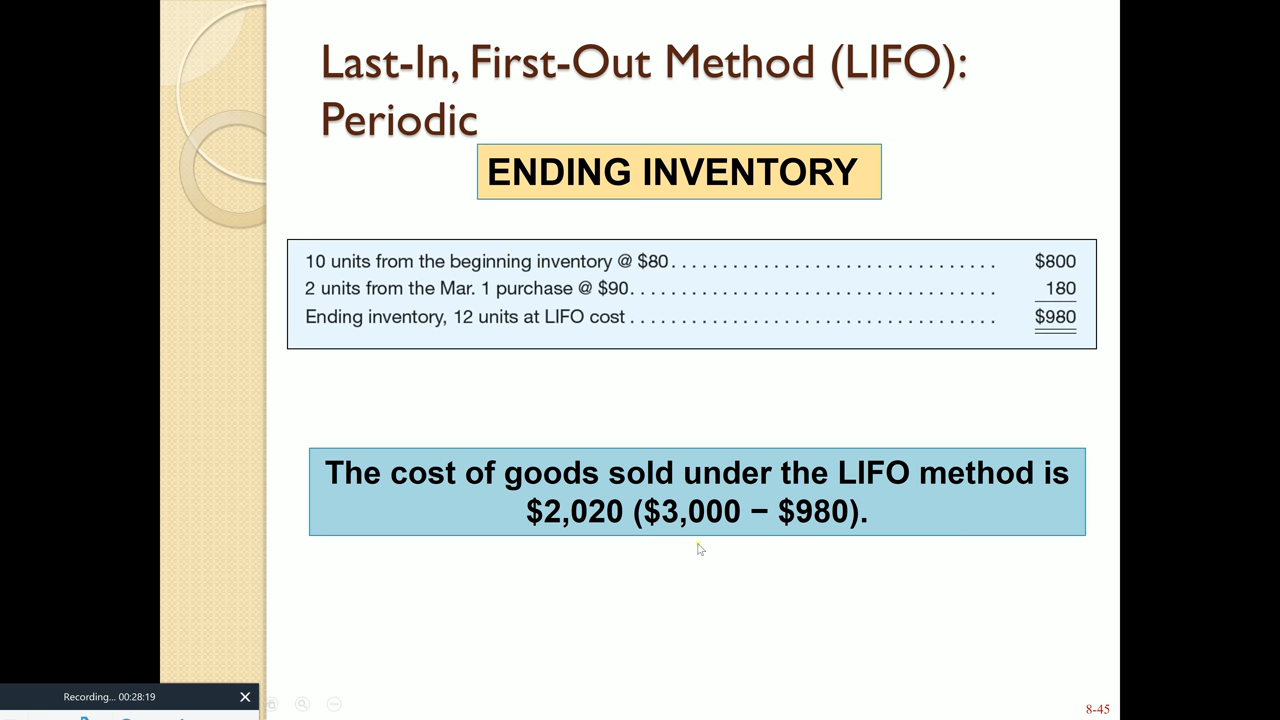 Last-In, First-Out Method (LIFO):
Periodic
ENDING INVENTORY
10 units from the beginning inventory @ $80. . . . . . . . . . . . . . . . . . . . . . . . . . . . . . . . $800
2 units from the Mar. 1 purchase @ $90. . . . . . . . . . . . . . . . . . . . . . . . . . . . . . . . . . . . 180
Ending inventory, 12 units at LIFO cost . . . . . . . . . . . . . . . . . . . . . . . . . . . . . . . . . . . . $980
The cost of goods sold under the LIFO method is
$2,020 ($3,000 − $980).
Recording... 00:28:19
8-45